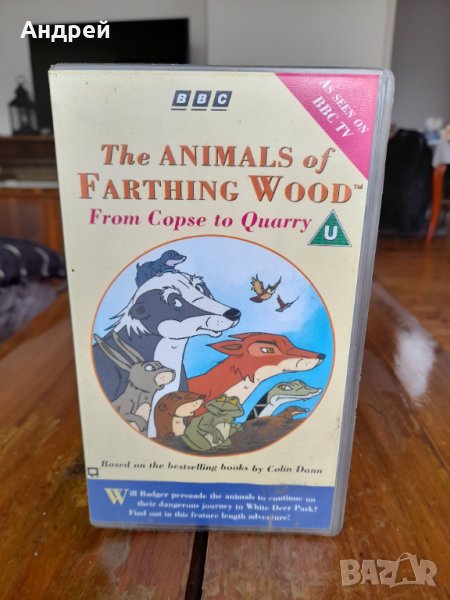 Андрей
BBC
AS SEEN ON
BBC TV
The ANIMALS of
FARTHING WOOD™
From Copse to Quarry
U
Based on the bestselling books by Colin Dann
Will Badger persuade the animals to continue on
their dangerous journey to White Deer Park?
Find out in this feature length adventure!
BAZAR